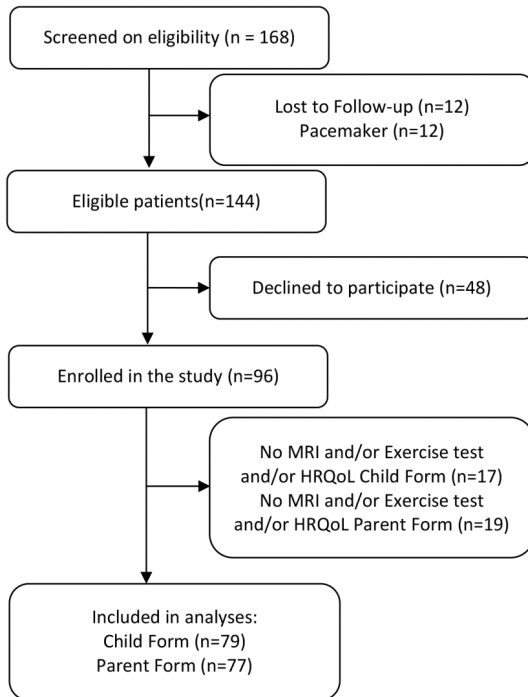 Screened on eligibility (n = 168)
Lost to Follow-up (n=12)
Pacemaker (n=12)
Eligible patients(n=144)
Declined to participate (n=48)
Enrolled in the study (n=96)
No MRI and/or Exercise test
and/or HRQoL Child Form (n=17)
No MRI and/or Exercise test
and/or HRQoL Parent Form (n=19)
Included in analyses:
Child Form (n=79)
Parent Form (n=77)